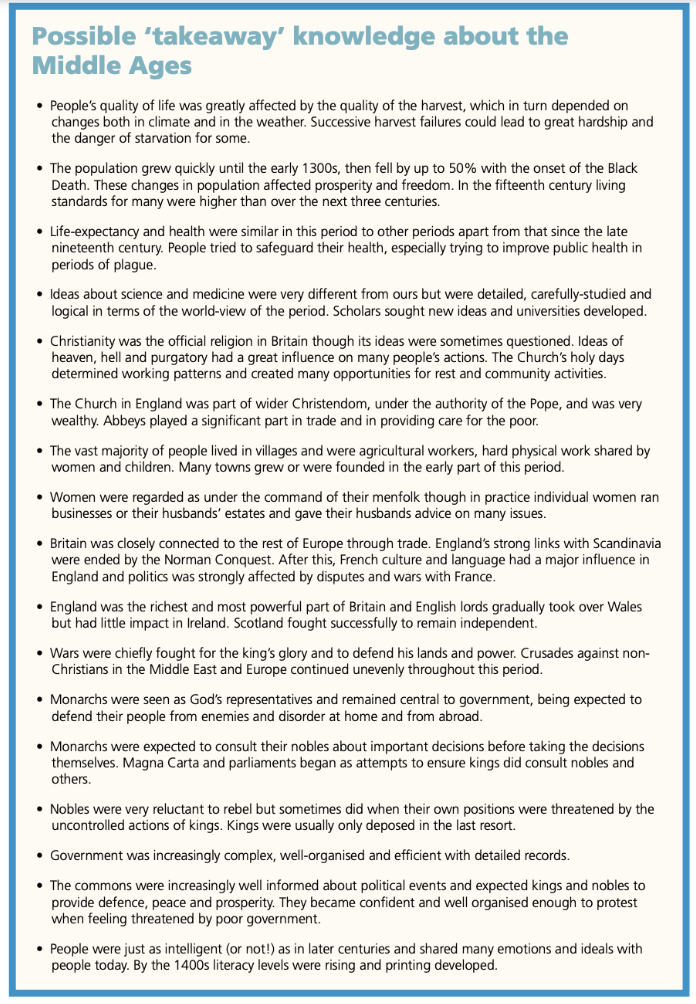 Possible ‘takeaway’ knowledge about the
Middle Ages
• People’s quality of life was greatly affected by the quality of the harvest, which in turn depended on
changes both in climate and in the weather. Successive harvest failures could lead to great hardship and
the danger of starvation for some.
• The population grew quickly until the early 1300s, then fell by up to 50% with the onset of the Black
Death. These changes in population affected prosperity and freedom. In the fifteenth century living
standards for many were higher than over the next three centuries.
• Life-expectancy and health were similar in this period to other periods apart from that since the late
nineteenth century. People tried to safeguard their health, especially trying to improve public health in
periods of plague.
• Ideas about science and medicine were very different from ours but were detailed, carefully-studied and
logical in terms of the world-view of the period. Scholars sought new ideas and universities developed.
• Christianity was the official religion in Britain though its ideas were sometimes questioned. Ideas of
heaven, hell and purgatory had a great influence on many people’s actions. The Church’s holy days
determined working patterns and created many opportunities for rest and community activities.
• The Church in England was part of wider Christendom, under the authority of the Pope, and was very
wealthy. Abbeys played a significant part in trade and in providing care for the poor.
• The vast majority of people lived in villages and were agricultural workers, hard physical work shared by
women and children. Many towns grew or were founded in the early part of this period.
• Women were regarded as under the command of their menfolk though in practice individual women ran
businesses or their husbands’ estates and gave their husbands advice on many issues.
• Britain was closely connected to the rest of Europe through trade. England’s strong links with Scandinavia
were ended by the Norman Conquest. After this, French culture and language had a major influence in
England and politics was strongly affected by disputes and wars with France.
• England was the richest and most powerful part of Britain and English lords gradually took over Wales
but had little impact in Ireland. Scotland fought successfully to remain independent.
• Wars were chiefly fought for the king’s glory and to defend his lands and power. Crusades against non-
Christians in the Middle East and Europe continued unevenly throughout this period.
• Monarchs were seen as God’s representatives and remained central to government, being expected to
defend their people from enemies and disorder at home and from abroad.
• Monarchs were expected to consult their nobles about important decisions before taking the decisions
themselves. Magna Carta and parliaments began as attempts to ensure kings did consult nobles and
others.
• Nobles were very reluctant to rebel but sometimes did when their own positions were threatened by the
uncontrolled actions of kings. Kings were usually only deposed in the last resort.
• Government was increasingly complex, well-organised and efficient with detailed records.
• The commons were increasingly well informed about political events and expected kings and nobles to
provide defence, peace and prosperity. They became confident and well organised enough to protest
when feeling threatened by poor government.
• People were just as intelligent (or not!) as in later centuries and shared many emotions and ideals with
people today. By the 1400s literacy levels were rising and printing developed.